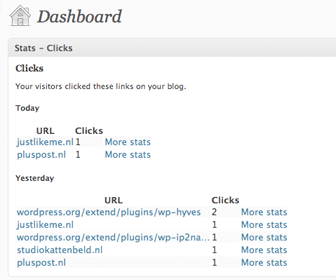 Dashboard
Stats - Clicks
Clicks
Your visitors clicked these links on your blog.
Today
URL Clicks
justlikeme.nl 1 More stats
pluspost.nl 1 More stats
Yesterday
URL Clicks
wordpress.org/extend/plugins/wp-hyves 2 More stats
justlikeme.nl 1 More stats
wordpress.org/extend/plugins/wp-ip2na... 1 More stats
studiokattenbeld.nl 1 More stats
pluspost.nl 1 More stats